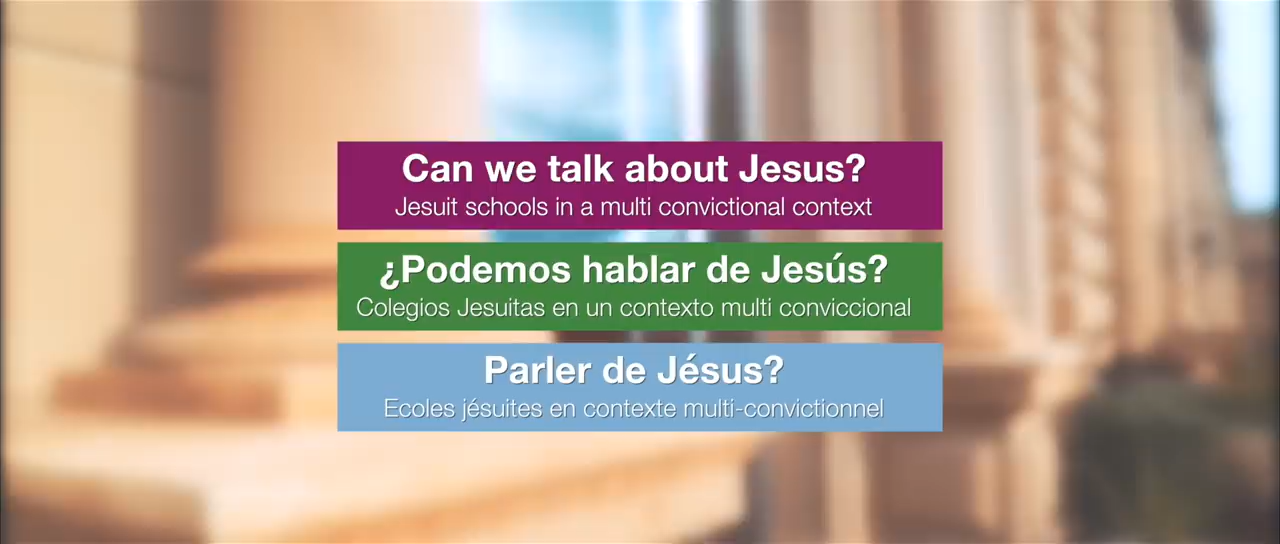 Can we talk about Jesus?
Jesuit schools in a multi convictional context
¿Podemos hablar de Jesús?
Colegios Jesuitas en un contexto multi conviccional
Parler de Jésus?
Ecoles jésuites en contexte multi-convictionnel